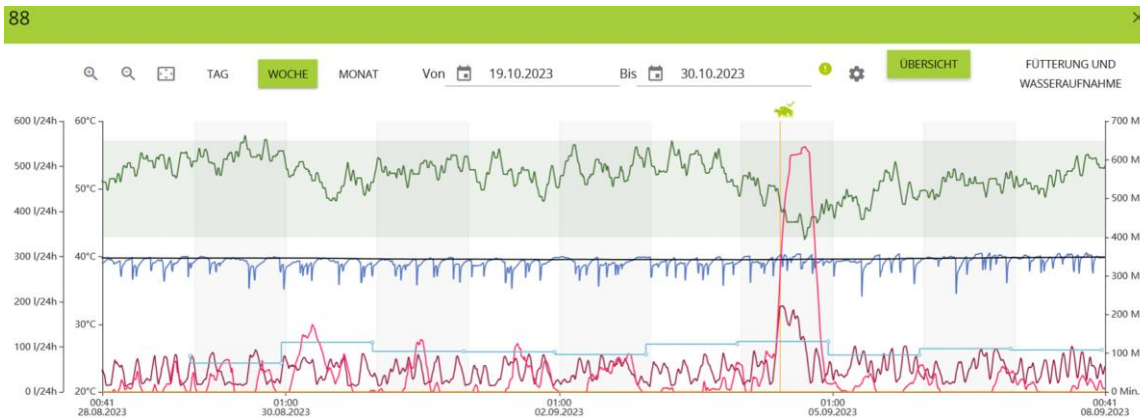 88
TAG
WOCHE
MONAT
Von 19.10.2023
Bis 30.10.2023
ÜBERSICHT
FÜTTERUNG UND
WASSERAUFNAHME
600 l/24h 60°C 700 M
500 l/24h 50°C 600 M
500 M
400 l/24h 400 M
300 l/24h 40°C 300 M
200 l/24h 30°C 200 M
100 l/24h 100 M
0 l/24h 20°C 0 Min.
00:41 01:00 01:00 01:00 00:41
28.08.2023 30.08.2023 02.09.2023 05.09.2023 08.09.2023